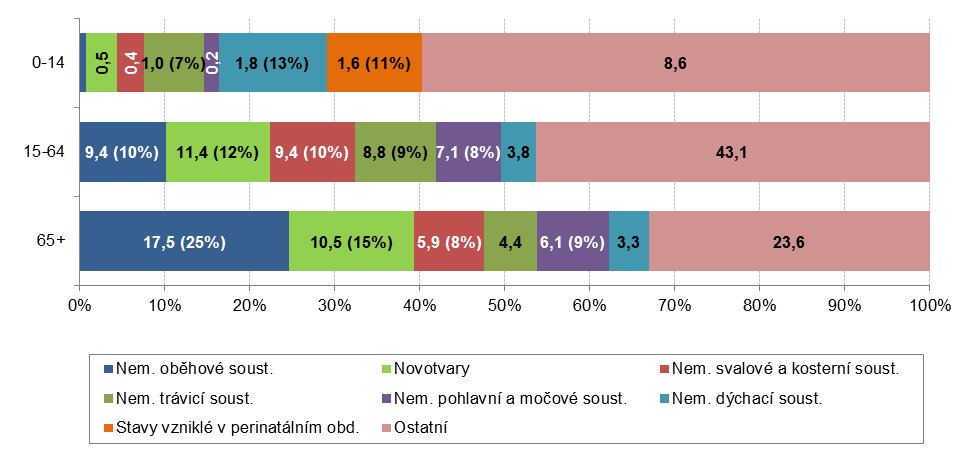 0-14
0,5 0,4 1,0 (7%) 0,2 1,8 (13%) 1,6 (11%) 8,6
15-64
9,4 (10%) 11,4 (12%) 9,4 (10%) 8,8 (9%) 7,1 (8%) 3,8 43,1
65+
17,5 (25%) 10,5 (15%) 5,9 (8%) 4,4 6,1 (9%) 3,3 23,6
0% 10% 20% 30% 40% 50% 60% 70% 80% 90% 100%
Nem. oběhové soust. Novotvary Nem. svalové a kosterní soust.
Nem. trávicí soust. Nem. pohlavní a močové soust. Nem. dýchací soust.
Stavy vzniklé v perinatálním obd. Ostatní